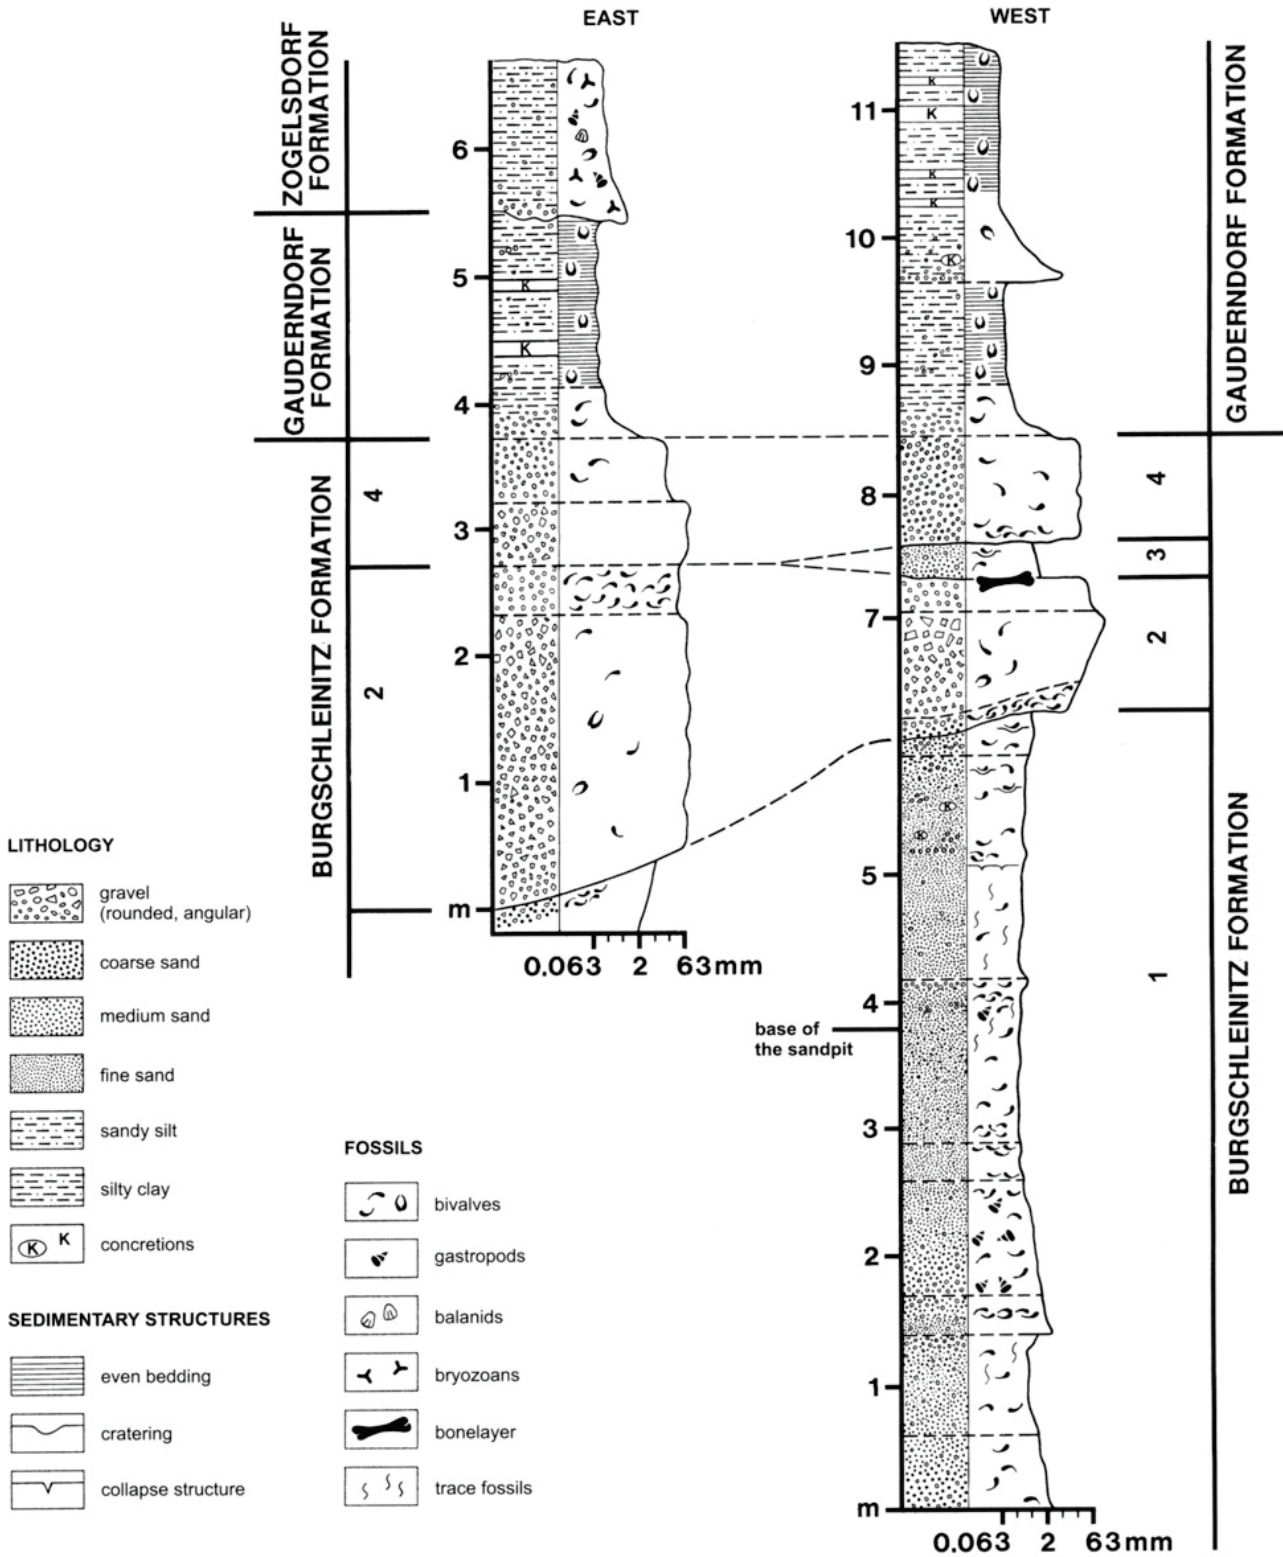 EAST
WEST
ZOGELSDORF
FORMATION
GAUDERNDORF
FORMATION
BURGSCHLEINITZ FORMATION
4
2
6
5
4
3
2
1
m
K
K
0.063 2 63mm
11
10
9
8
7
5
4
3
2
1
m
K
K
K
K
K
K
K
base of
the sandpit
0.063 2 63mm
GAUDERNDORF FORMATION
4
3
2
1
BURGSCHLEINITZ FORMATION
LITHOLOGY
gravel
(rounded, angular)
coarse sand
medium sand
fine sand
sandy silt
silty clay
K K
concretions
SEDIMENTARY STRUCTURES
even bedding
cratering
collapse structure
FOSSILS
bivalves
gastropods
balanids
bryozoans
bonelayer
trace fossils